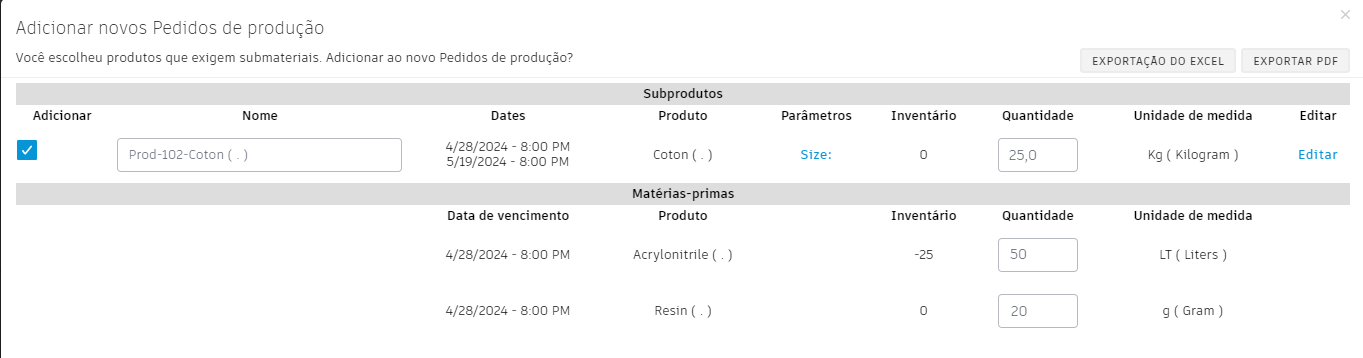 ×
Adicionar novos Pedidos de produção
Você escolheu produtos que exigem submateriais. Adicionar ao novo Pedidos de produção?
EXPORTAÇÃO DO EXCEL EXPORTAR PDF
Subprodutos
Adicionar Nome Dates Produto Parâmetros Inventário Quantidade Unidade de medida Editar
Prod-102-Coton ( . ) 4/28/2024 - 8:00 PM Coton ( . ) Size: 0 25,0 Kg ( Kilogram ) Editar
5/19/2024 - 8:00 PM
Matérias-primas
Data de vencimento Produto Inventário Quantidade Unidade de medida
4/28/2024 - 8:00 PM Acrylonitrile ( . ) -25 50 LT ( Liters )
4/28/2024 - 8:00 PM Resin ( . ) 0 20 g ( Gram )